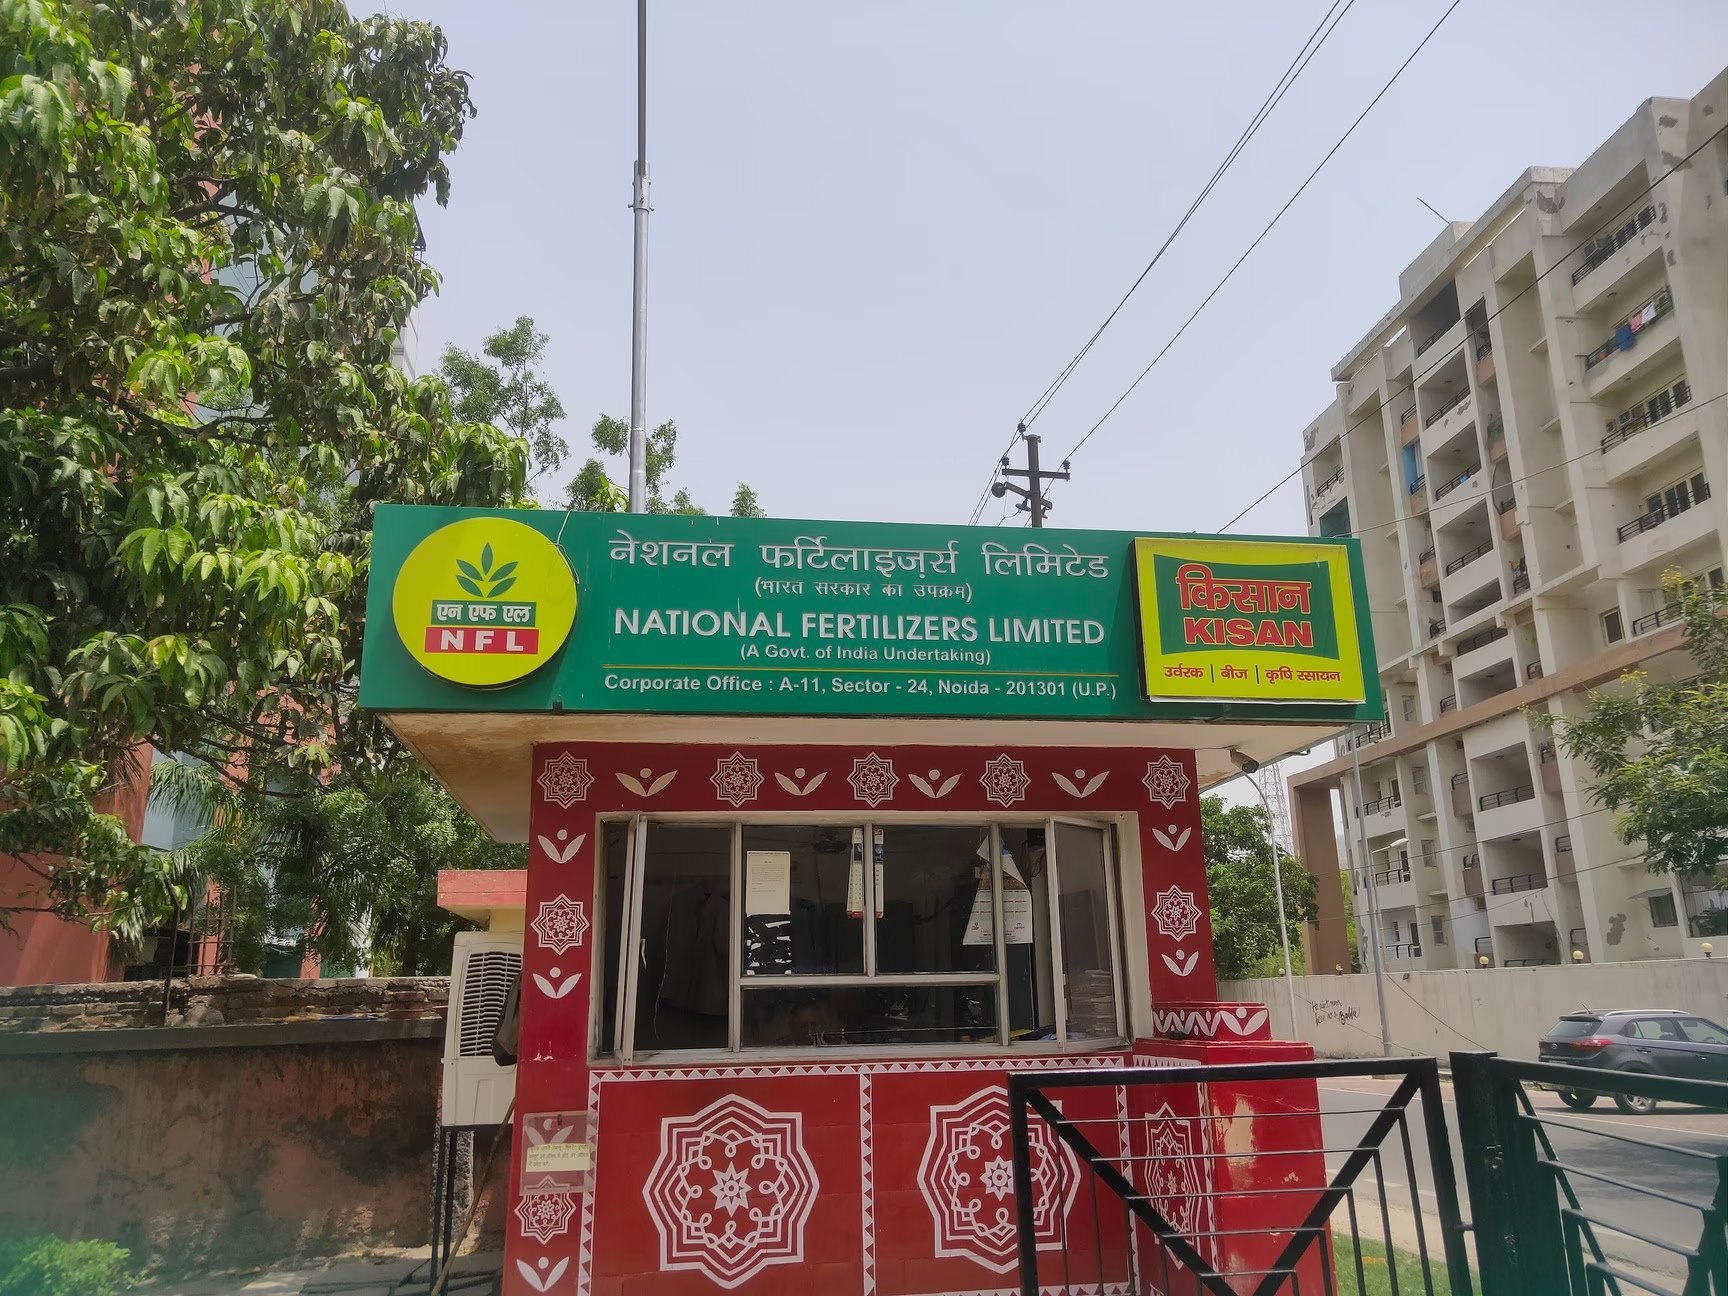 एन एफ एल
NFL
नेशनल फर्टिलाइज़र्स लिमिटेड
(भारत सरकार का उपक्रम)
NATIONAL FERTILIZERS LIMITED
(A Govt. of India Undertaking)
Corporate Office : A-11, Sector - 24, Noida - 201301 (U.P.)
किसान
KISAN
उर्वरक | बीज | कृषि रसायन